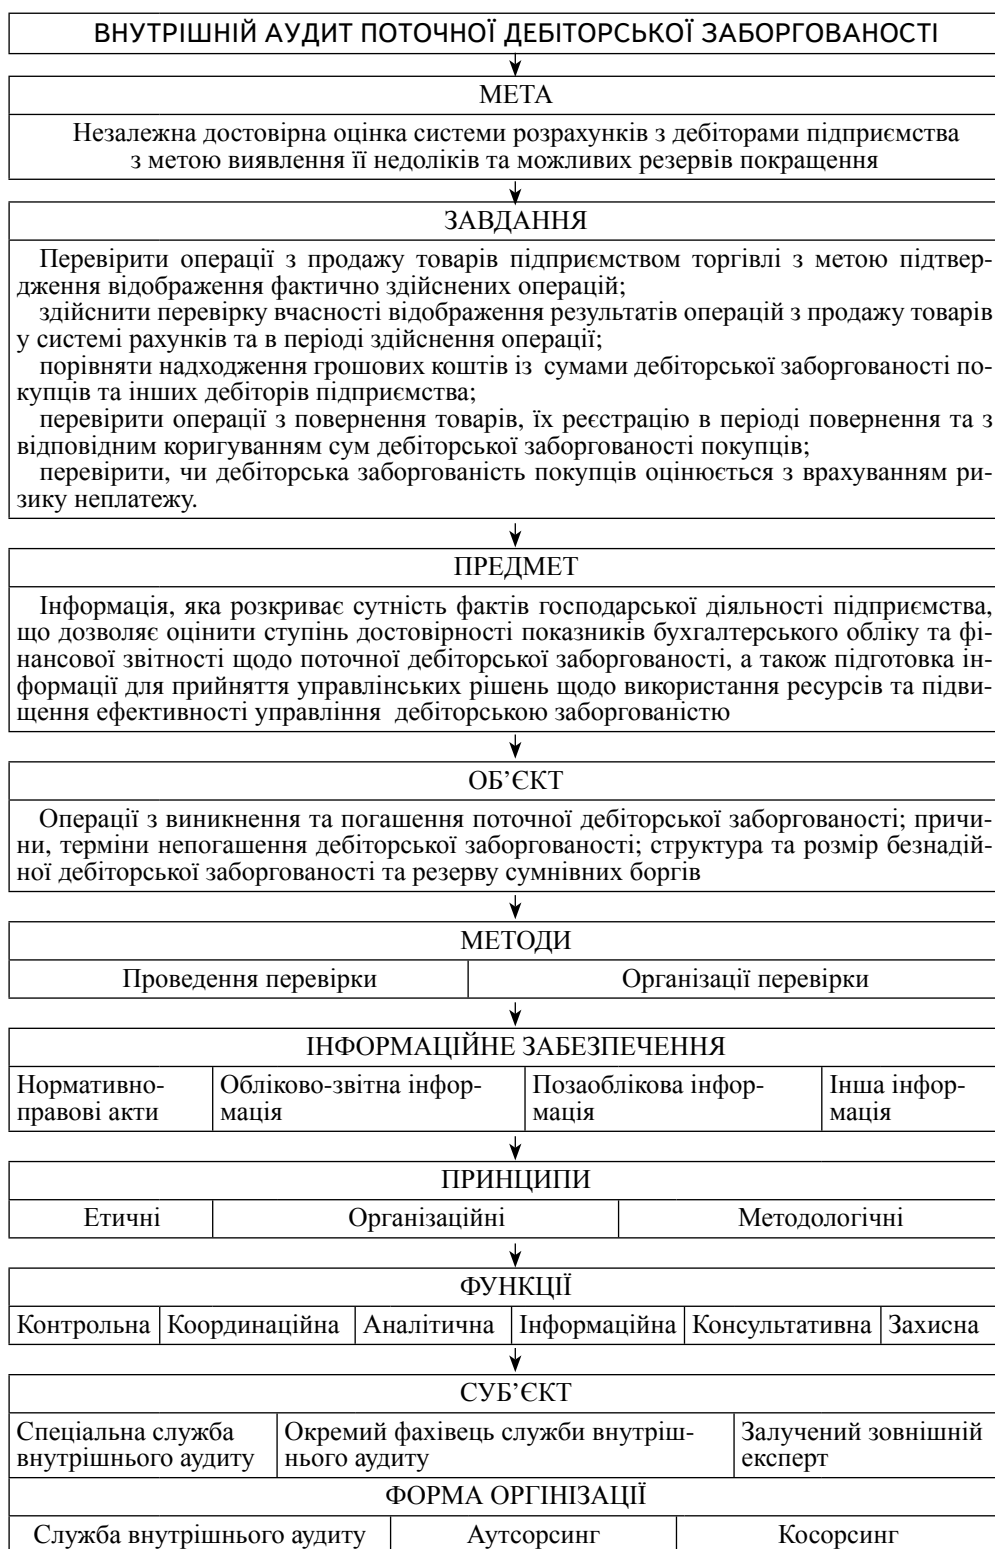 ВНУТРІШНІЙ АУДИТ ПОТОЧНОЇ ДЕБІТОРСЬКОЇ ЗАБОРГОВАНОСТІ
МЕТА
Незалежна достовірна оцінка системи розрахунків з дебіторами підприємства
з метою виявлення її недоліків та можливих резервів покращення
ЗАВДАННЯ
Перевірити операції з продажу товарів підприємством торгівлі з метою підтвер-
дження відображення фактично здійснених операцій;
здійснити перевірку вчасності відображення результатів операцій з продажу товарів
у системі рахунків та в періоді здійснення операції;
порівняти надходження грошових коштів із сумами дебіторської заборгованості по-
купців та інших дебіторів підприємства;
перевірити операції з повернення товарів, їх реєстрацію в періоді повернення та з
відповідним коригуванням сум дебіторської заборгованості покупців;
перевірити, чи дебіторська заборгованість покупців оцінюється з врахуванням ри-
зику неплатежу.
ПРЕДМЕТ
Інформація, яка розкриває сутність фактів господарської діяльності підприємства,
що дозволяє оцінити ступінь достовірності показників бухгалтерського обліку та фі-
нансової звітності щодо поточної дебіторської заборгованості, а також підготовка ін-
формації для прийняття управлінських рішень щодо використання ресурсів та підви-
щення ефективності управління дебіторською заборгованістю
ОБ’ЄКТ
Операції з виникнення та погашення поточної дебіторської заборгованості; причи-
ни, терміни непогашення дебіторської заборгованості; структура та розмір безнадій-
ної дебіторської заборгованості та резерву сумнівних боргів
МЕТОДИ
Проведення перевірки Організації перевірки
ІНФОРМАЦІЙНЕ ЗАБЕЗПЕЧЕННЯ
Нормативно- Обліково-звітна інфор- Позаоблікова інфор- Інша інфор-
правові акти мація мація мація
ПРИНЦИПИ
Етичні Організаційні Методологічні
ФУНКЦІЇ
Контрольна Координаційна Аналітична Інформаційна Консультативна Захисна
СУБ’ЄКТ
Спеціальна служба Окремий фахівець служби внутріш- Залучений зовнішній
внутрішнього аудиту нього аудиту експерт
ФОРМА ОРГІНІЗАЦІЇ
Служба внутрішнього аудиту Аутсорсинг Косорсинг